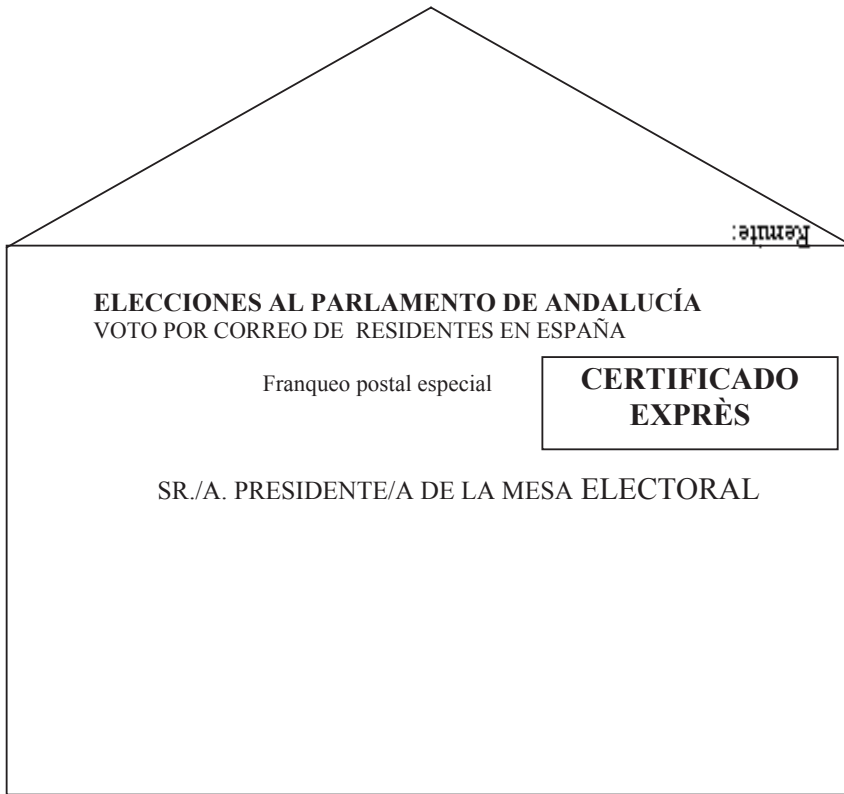 Remite:
ELECCIONES AL PARLAMENTO DE ANDALUCÍA
VOTO POR CORREO DE RESIDENTES EN ESPAÑA
Franqueo postal especial
CERTIFICADO
EXPRÈS
SR./A. PRESIDENTE/A DE LA MESA ELECTORAL